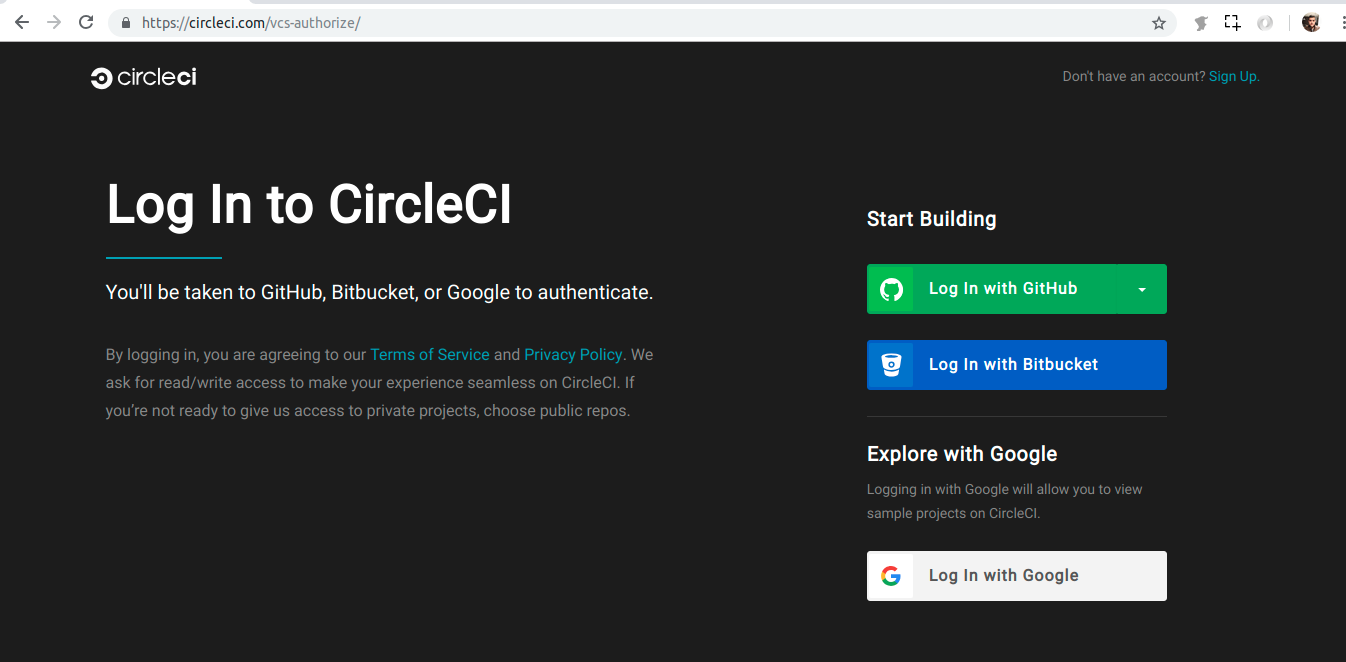 https://circleci.com/vcs-authorize/
circleci
Don't have an account? Sign Up.
Log In to CircleCI
You'll be taken to GitHub, Bitbucket, or Google to authenticate.
By logging in, you are agreeing to our Terms of Service and Privacy Policy. We
ask for read/write access to make your experience seamless on CircleCI. If
you’re not ready to give us access to private projects, choose public repos.
Start Building
Log In with GitHub
Log In with Bitbucket
Explore with Google
Logging in with Google will allow you to view
sample projects on CircleCI.
Log In with Google